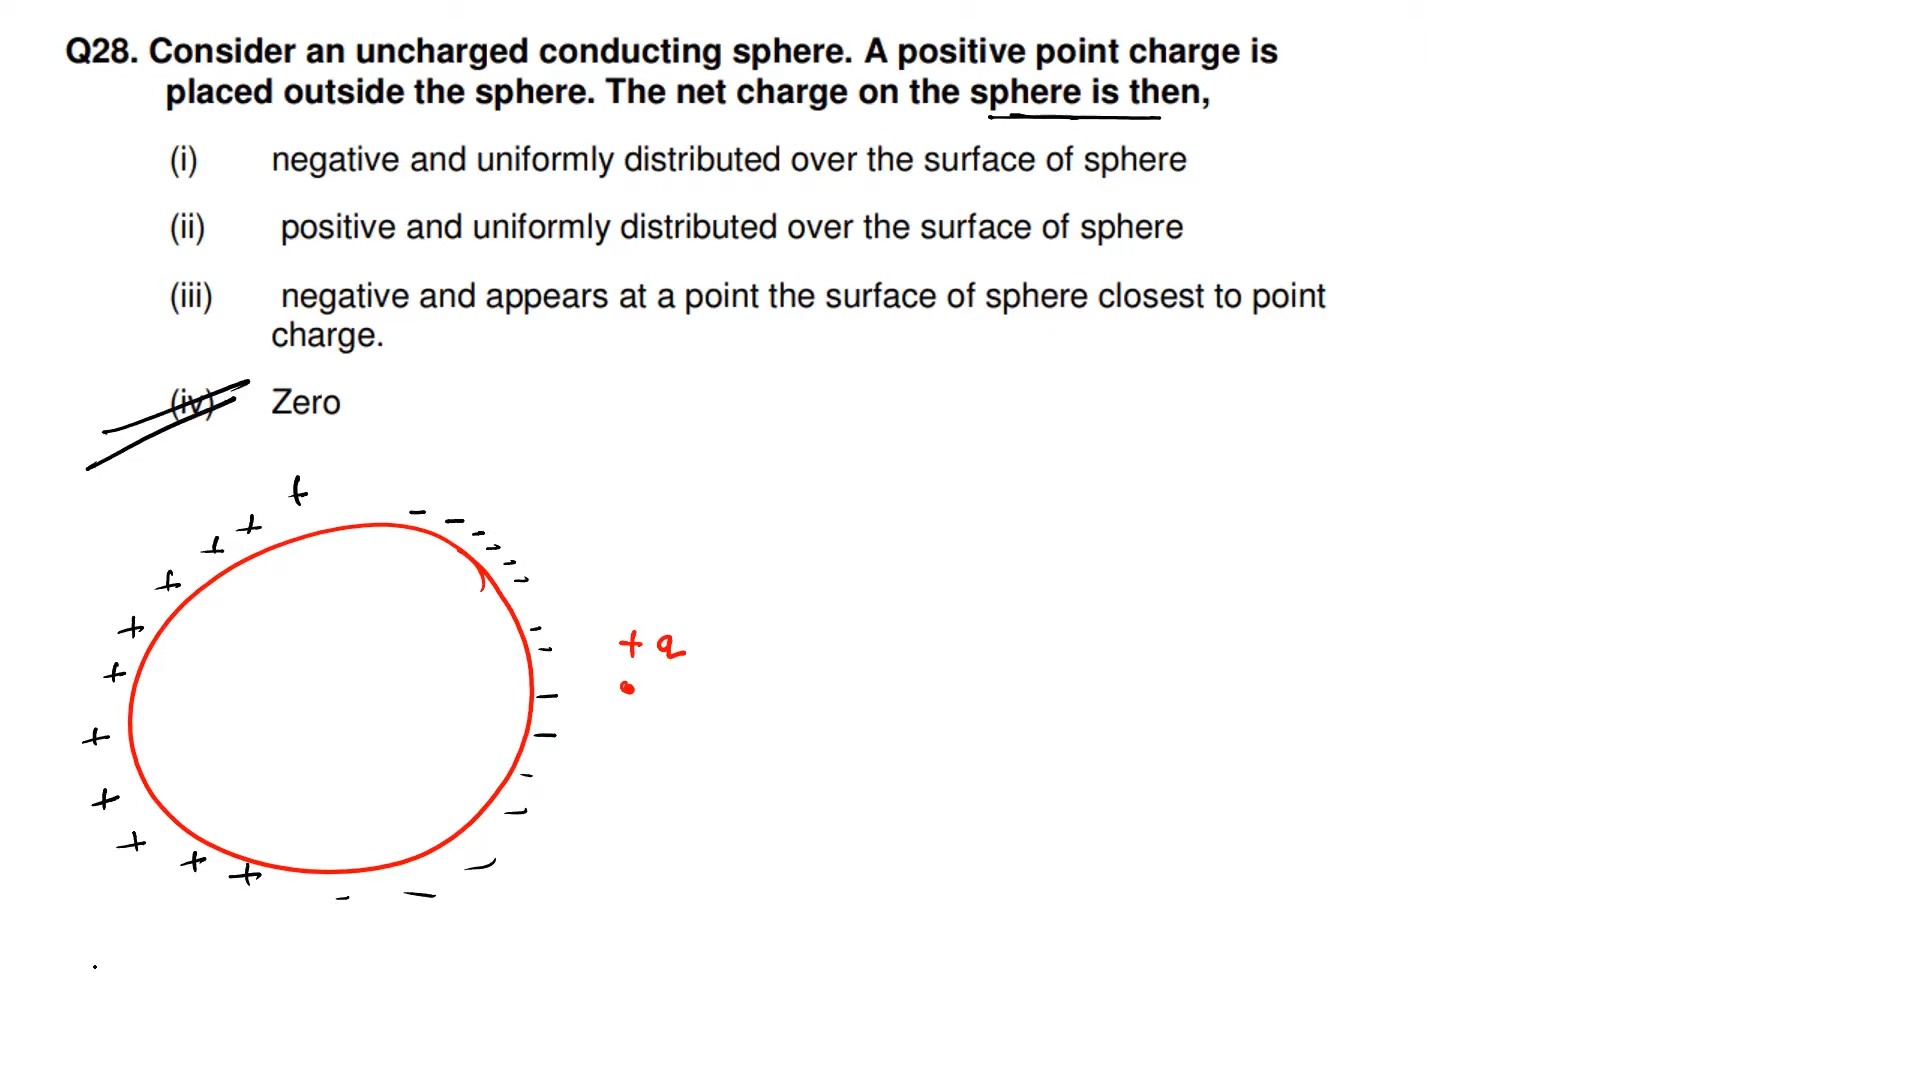 Q28. Consider an uncharged conducting sphere. A positive point charge is
placed outside the sphere. The net charge on the sphere is then,
(i) negative and uniformly distributed over the surface of sphere
(ii) positive and uniformly distributed over the surface of sphere
(iii) negative and appears at a point the surface of sphere closest to point
charge.
(iv) Zero
+ + + + + + + + + + + + +
- - - - - - - - - - - - - - - -
+ q